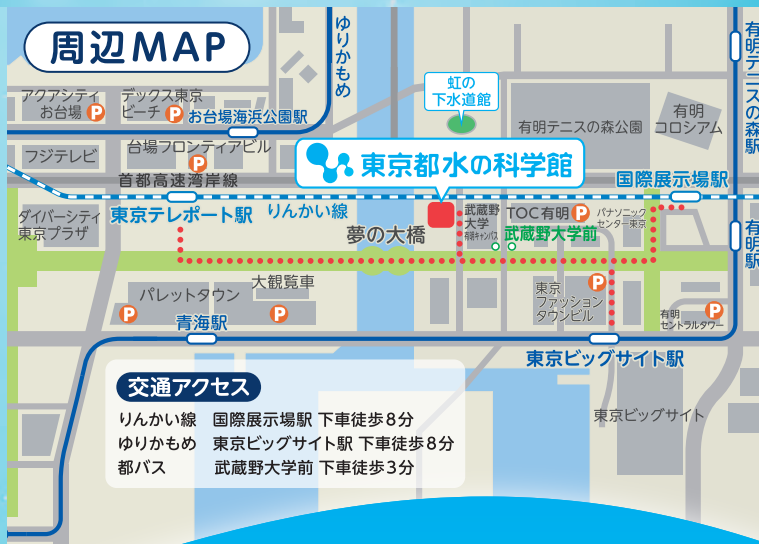 周辺MAP
ゆりかもめ
有明テニスの森駅
虹の
下水道館
アクアシティ
お台場 P
デックス東京
ビーチ P
お台場海浜公園駅
有明テニスの森公園
有明
コロシアム
フジテレビ
台場フロンティアビル
P
東京都水の科学館
首都高速湾岸線
国際展示場駅
ダイバーシティ
東京プラザ
東京テレポート駅
りんかい線
夢の大橋
武蔵野
大学
有明キャンパス
TOC有明 P
パナソニック
センター東京
武蔵野大学前
有明駅
大観覧車
パレットタウン
P
P
東京
ファッション
タウンビル
P
有明
セントラルタワー
P
青海駅
東京ビッグサイト駅
交通アクセス
りんかい線 国際展示場駅 下車徒歩8分
ゆりかもめ 東京ビッグサイト駅 下車徒歩8分
都バス 武蔵野大学前 下車徒歩3分
東京ビッグサイト